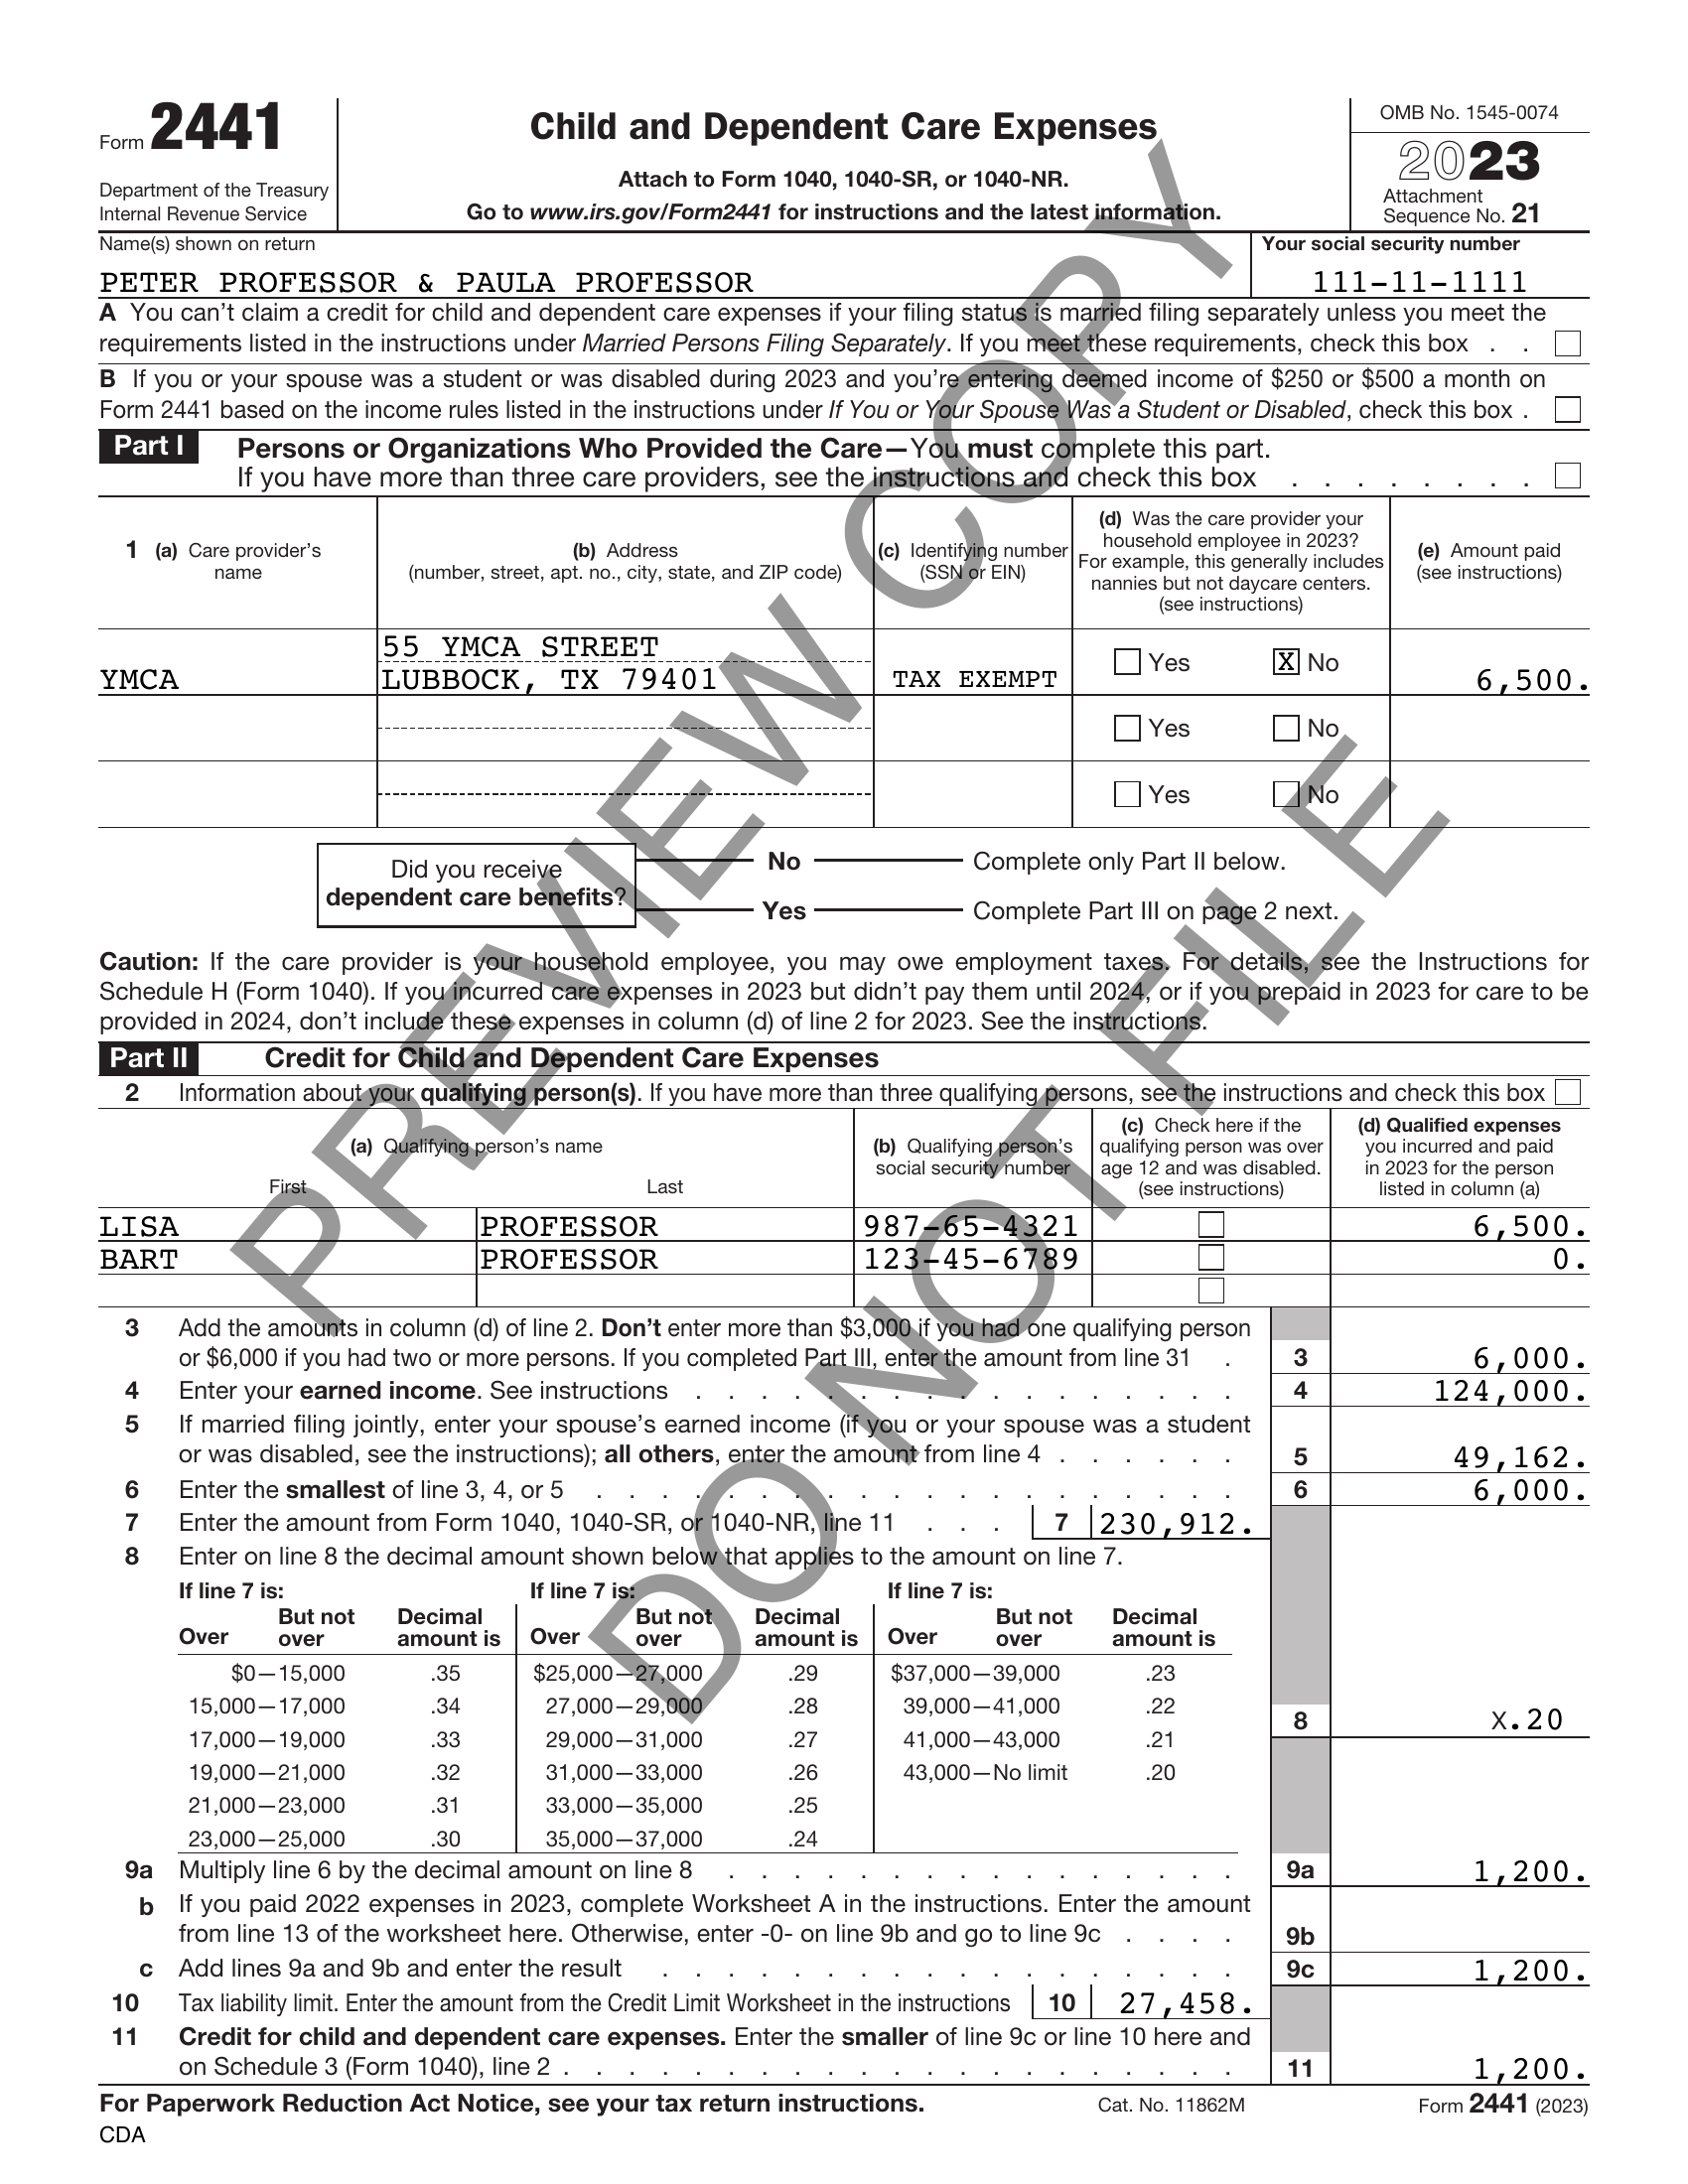 Form 2441
Department of the Treasury
Internal Revenue Service
Child and Dependent Care Expenses
Attach to Form 1040, 1040-SR, or 1040-NR.
Go to www.irs.gov/Form2441 for instructions and the latest information.
OMB No. 1545-0074
2023
Attachment
Sequence No. 21
Name(s) shown on return
PETER PROFESSOR & PAULA PROFESSOR
Your social security number
111-11-1111
A You can't claim a credit for child and dependent care expenses if your filing status is married filing separately unless you meet the
requirements listed in the instructions under Married Persons Filing Separately. If you meet these requirements, check this box . .
B If you or your spouse was a student or was disabled during 2023 and you're entering deemed income of $250 or $500 a month on
Form 2441 based on the income rules listed in the instructions under If You or Your Spouse Was a Student or Disabled, check this box .
Part I Persons or Organizations Who Provided the Care—You must complete this part.
If you have more than three care providers, see the instructions and check this box . . . . . . . .
1 (a) Care provider's
name
(b) Address
(number, street, apt. no., city, state, and ZIP code)
(c) Identifying number
(SSN or EIN)
(d) Was the care provider your
household employee in 2023?
For example, this generally includes
nannies but not daycare centers.
(see instructions)
(e) Amount paid
(see instructions)
55 YMCA STREET
YMCA LUBBOCK, TX 79401 TAX EXEMPT Yes X No 6,500.
Yes No
Yes No
Did you receive
dependent care benefits?
No Complete only Part II below.
Yes Complete Part III on page 2 next.
Caution: If the care provider is your household employee, you may owe employment taxes. For details, see the Instructions for
Schedule H (Form 1040). If you incurred care expenses in 2023 but didn't pay them until 2024, or if you prepaid in 2023 for care to be
provided in 2024, don't include these expenses in column (d) of line 2 for 2023. See the instructions.
Part II Credit for Child and Dependent Care Expenses
2 Information about your qualifying person(s). If you have more than three qualifying persons, see the instructions and check this box
(a) Qualifying person's name
First Last
(b) Qualifying person's
social security number
(c) Check here if the
qualifying person was over
age 12 and was disabled.
(see instructions)
(d) Qualified expenses
you incurred and paid
in 2023 for the person
listed in column (a)
LISA PROFESSOR 987-65-4321 6,500.
BART PROFESSOR 123-45-6789 0.
3 Add the amounts in column (d) of line 2. Don't enter more than $3,000 if you had one qualifying person
or $6,000 if you had two or more persons. If you completed Part III, enter the amount from line 31 . 3 6,000.
4 Enter your earned income. See instructions . . . . . . . . . . . . . . . . . 4 124,000.
5 If married filing jointly, enter your spouse's earned income (if you or your spouse was a student
or was disabled, see the instructions); all others, enter the amount from line 4 . . . . . . 5 49,162.
6 Enter the smallest of line 3, 4, or 5 . . . . . . . . . . . . . . . . . . . . 6 6,000.
7 Enter the amount from Form 1040, 1040-SR, or 1040-NR, line 11 . . . 7 230,912.
8 Enter on line 8 the decimal amount shown below that applies to the amount on line 7.
If line 7 is: If line 7 is: If line 7 is:
But not Decimal But not Decimal But not Decimal
Over over amount is Over over amount is Over over amount is
$0—15,000 .35 $25,000—27,000 .29 $37,000—39,000 .23
15,000—17,000 .34 27,000—29,000 .28 39,000—41,000 .22
17,000—19,000 .33 29,000—31,000 .27 41,000—43,000 .21
8 X.20
19,000—21,000 .32 31,000—33,000 .26 43,000—No limit .20
21,000—23,000 .31 33,000—35,000 .25
23,000—25,000 .30 35,000—37,000 .24
9a Multiply line 6 by the decimal amount on line 8 . . . . . . . . . . . . . . . . 9a 1,200.
b If you paid 2022 expenses in 2023, complete Worksheet A in the instructions. Enter the amount
from line 13 of the worksheet here. Otherwise, enter -0- on line 9b and go to line 9c . . . . 9b
c Add lines 9a and 9b and enter the result . . . . . . . . . . . . . . . . . . 9c 1,200.
10 Tax liability limit. Enter the amount from the Credit Limit Worksheet in the instructions 10 27,458.
11 Credit for child and dependent care expenses. Enter the smaller of line 9c or line 10 here and
on Schedule 3 (Form 1040), line 2 . . . . . . . . . . . . . . . . . . . . . 11 1,200.
For Paperwork Reduction Act Notice, see your tax return instructions. Cat. No. 11862M Form 2441 (2023)
CDA
PREVIEW COPY
DO NOT FILE